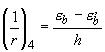 (1/r)₄ = (ε_b − ε_b^t)/h